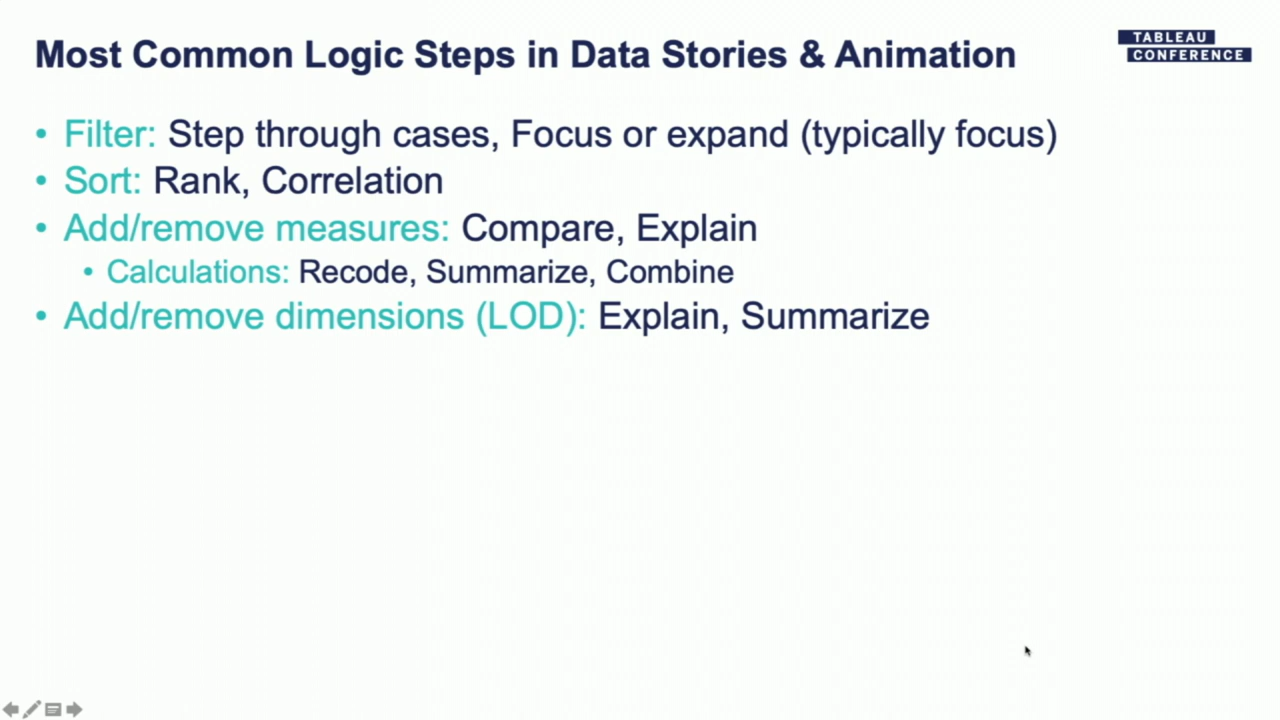 Most Common Logic Steps in Data Stories & Animation
TABLEAU
CONFERENCE
• Filter: Step through cases, Focus or expand (typically focus)
• Sort: Rank, Correlation
• Add/remove measures: Compare, Explain
• Calculations: Recode, Summarize, Combine
• Add/remove dimensions (LOD): Explain, Summarize